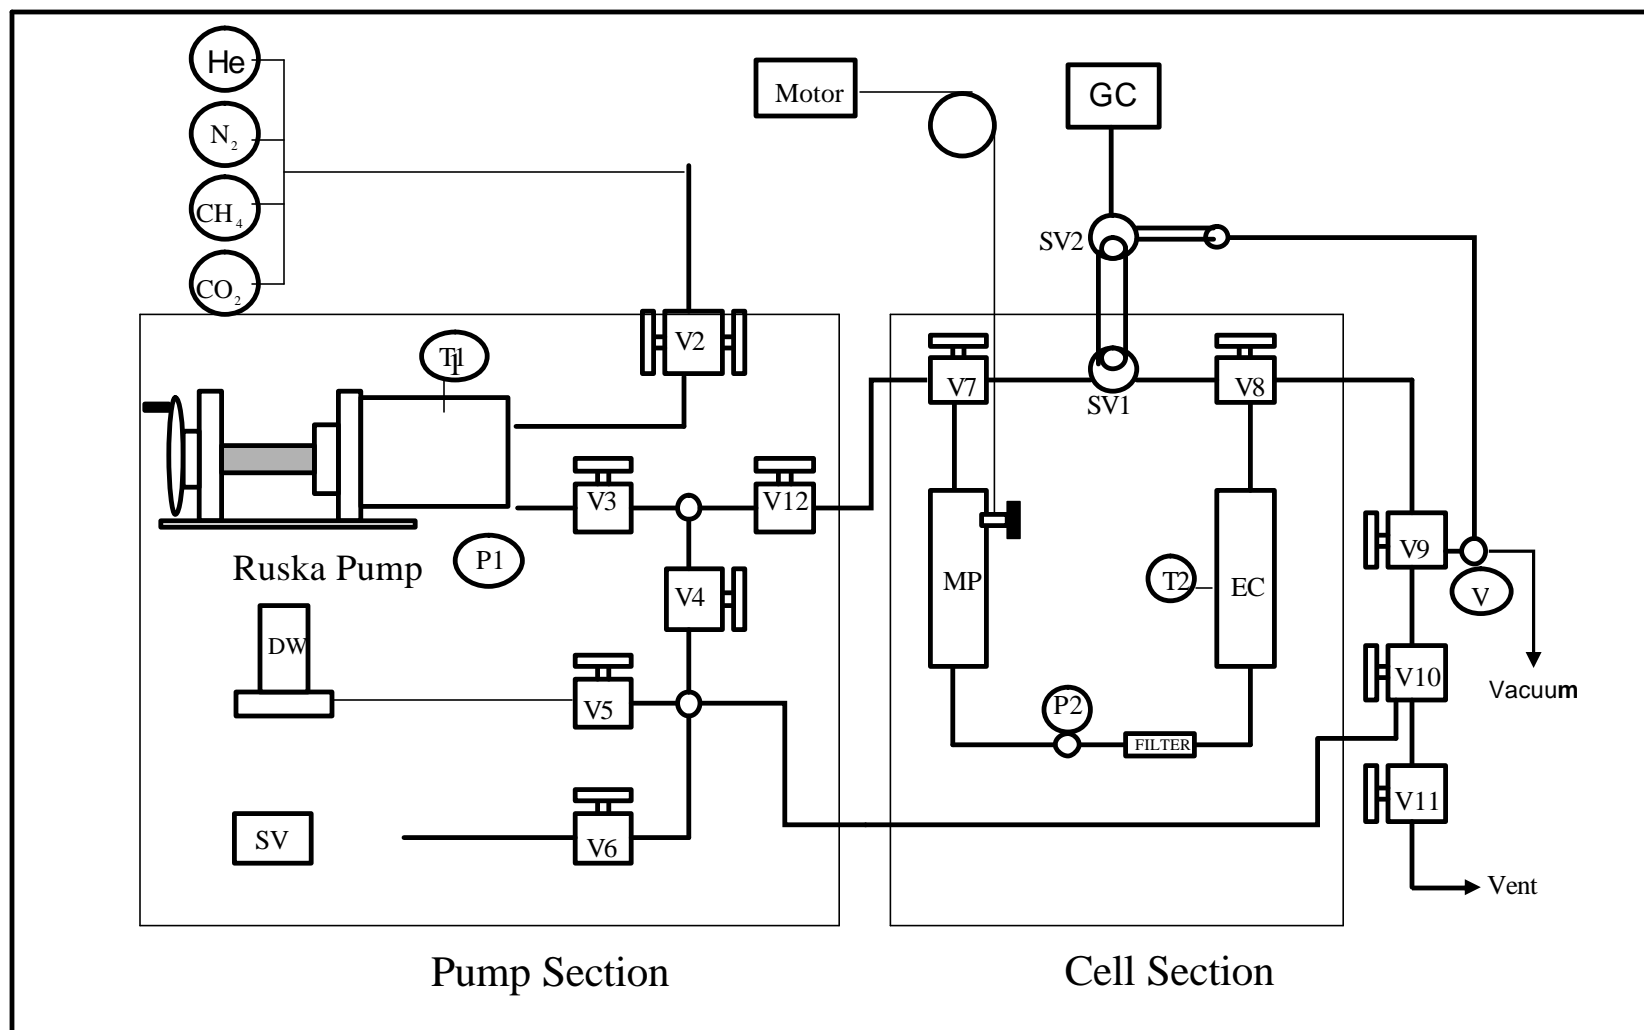 He
Motor
GC
N2
CH4
SV2
CO2
V2
T1
V7
V8
SV1
V3
V12
V9
P1
Ruska Pump
MP
T2
EC
V4
V
DW
V10
Vacuum
V5
P2
FILTER
V11
SV
V6
Vent
Pump Section
Cell Section